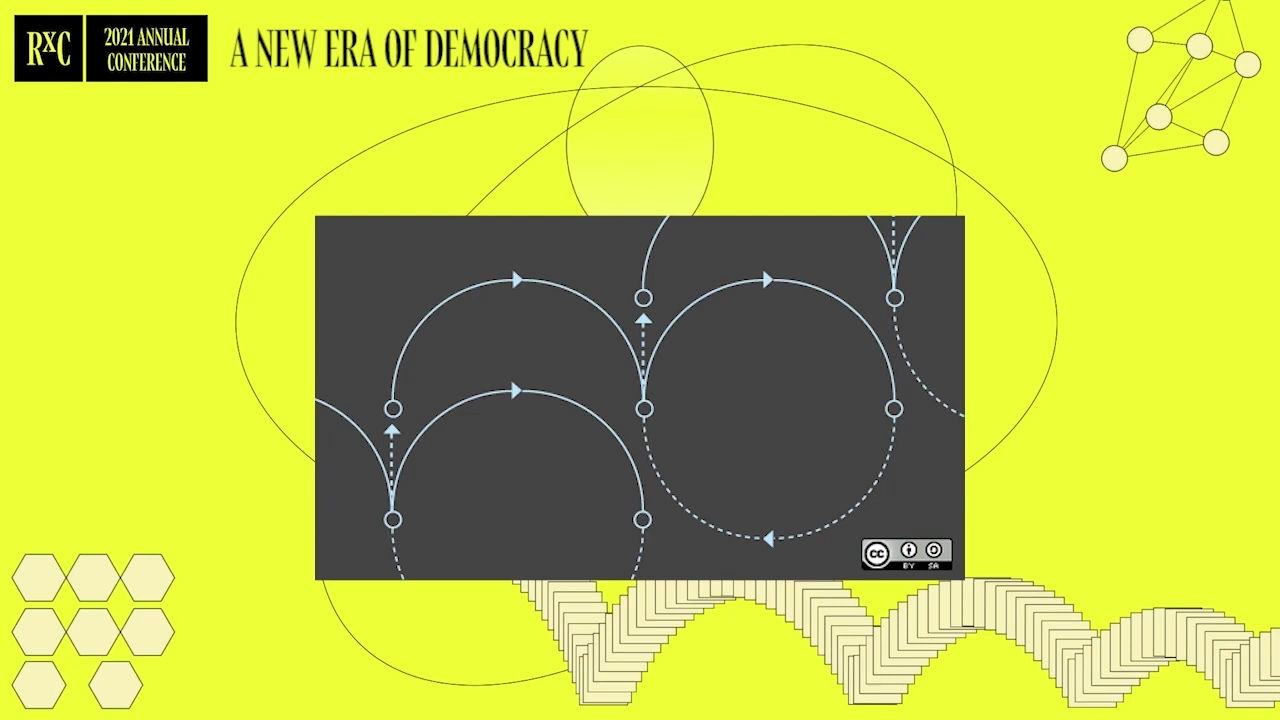 RxC
2021 ANNUAL
CONFERENCE
A NEW ERA OF DEMOCRACY
cc
BY SA